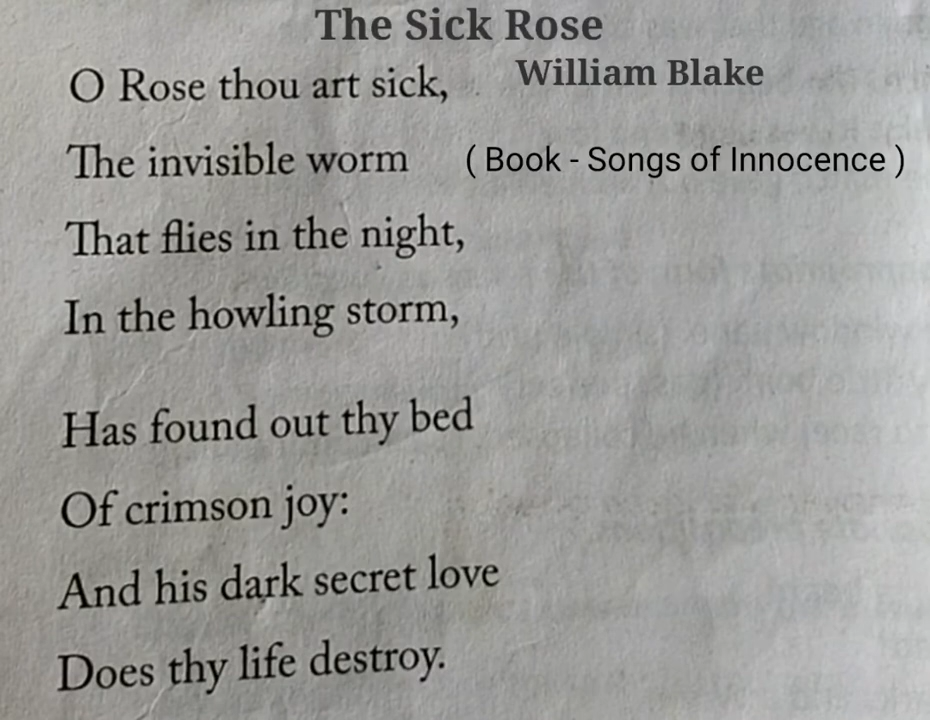 The Sick Rose
William Blake
O Rose thou art sick,
The invisible worm
( Book - Songs of Innocence )
That flies in the night,
In the howling storm,
Has found out thy bed
Of crimson joy:
And his dark secret love
Does thy life destroy.